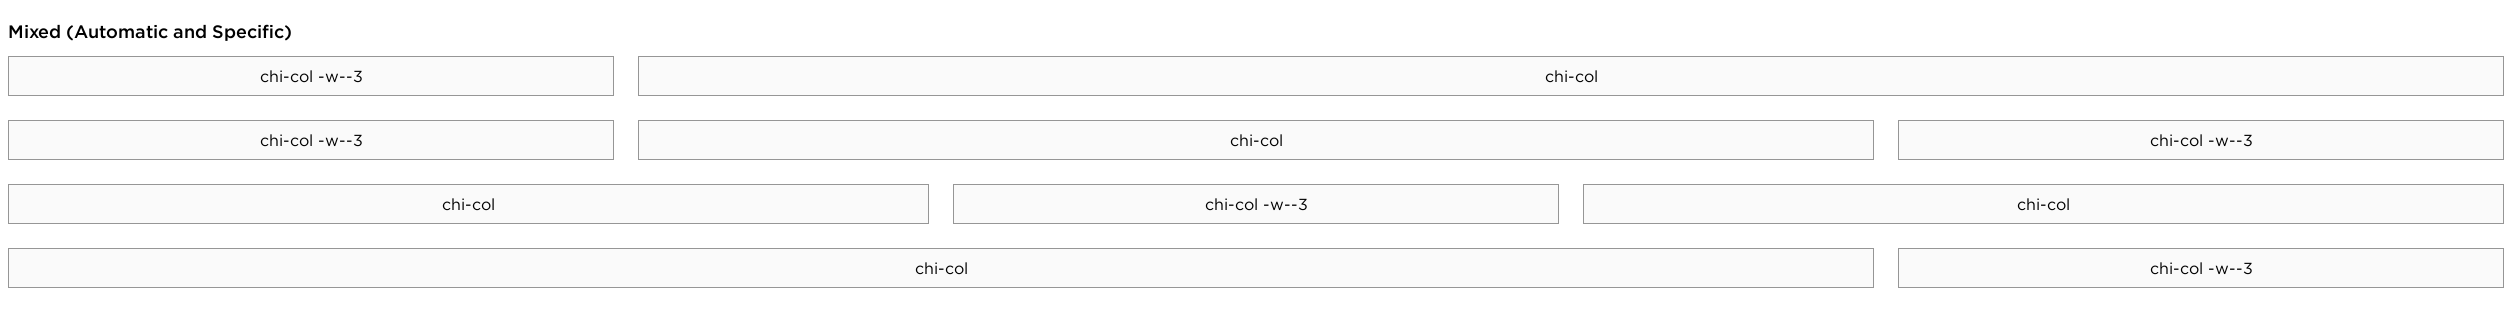 Mixed (Automatic and Specific)
chi-col -w--3 chi-col
chi-col -w--3 chi-col chi-col -w--3
chi-col chi-col -w--3 chi-col
chi-col chi-col -w--3